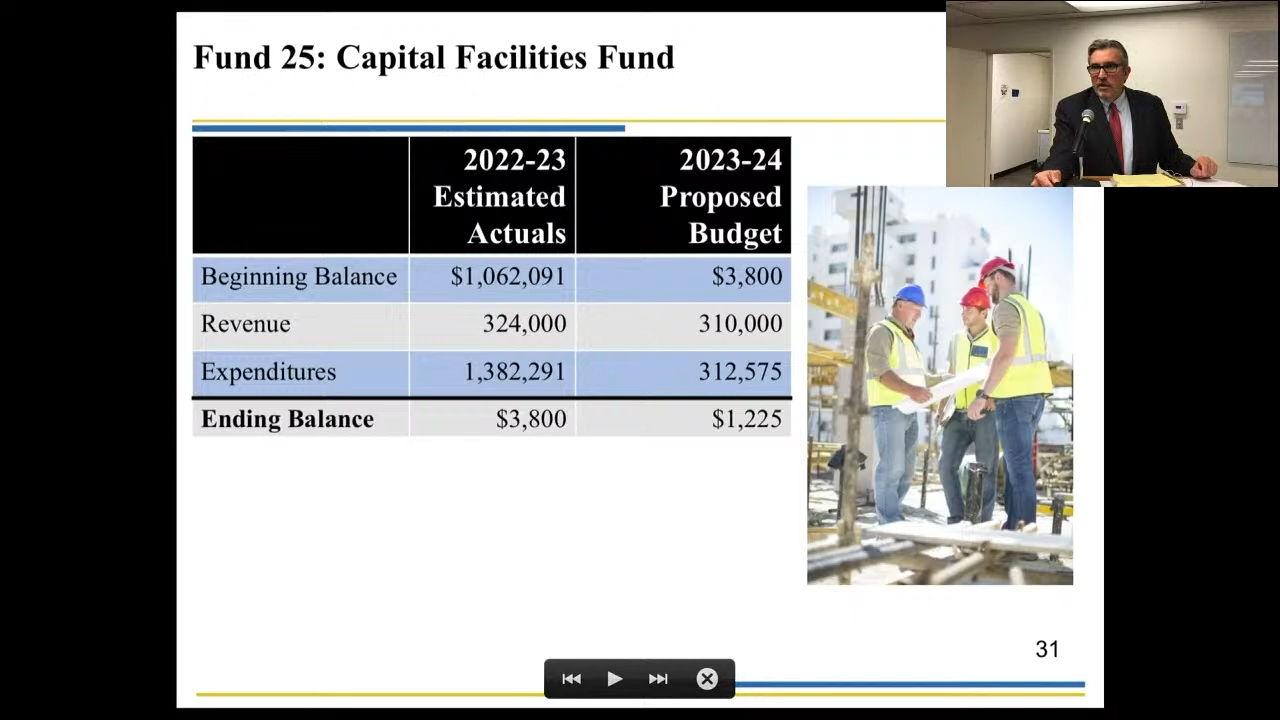 Fund 25: Capital Facilities Fund
2022-23 Estimated Actuals 2023-24 Proposed Budget
Beginning Balance $1,062,091 $3,800
Revenue 324,000 310,000
Expenditures 1,382,291 312,575
Ending Balance $3,800 $1,225
31